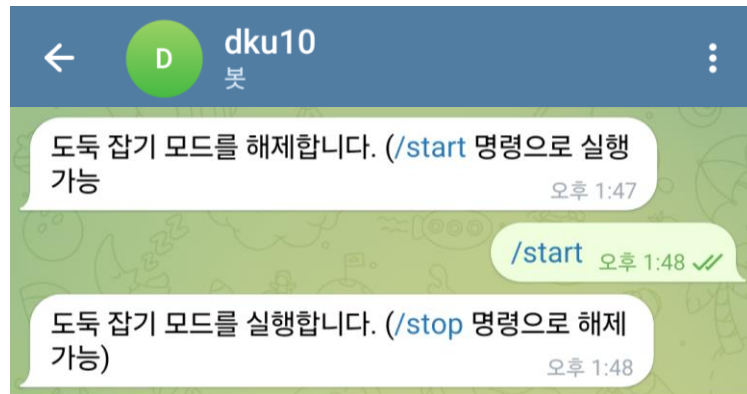 D
dku10
봇
도둑 잡기 모드를 해제합니다. (/start 명령으로 실행
가능
오후 1:47
/start 오후 1:48
도둑 잡기 모드를 실행합니다. (/stop 명령으로 해제
가능)
오후 1:48